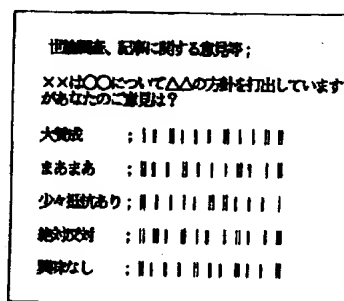 世論調査、記事に関する意見等；
××は○○について△△の方針を打出しています
があなたのご意見は？
大賛成　；
まあまあ　；
少々抵抗あり；
絶対反対　；
興味なし　；